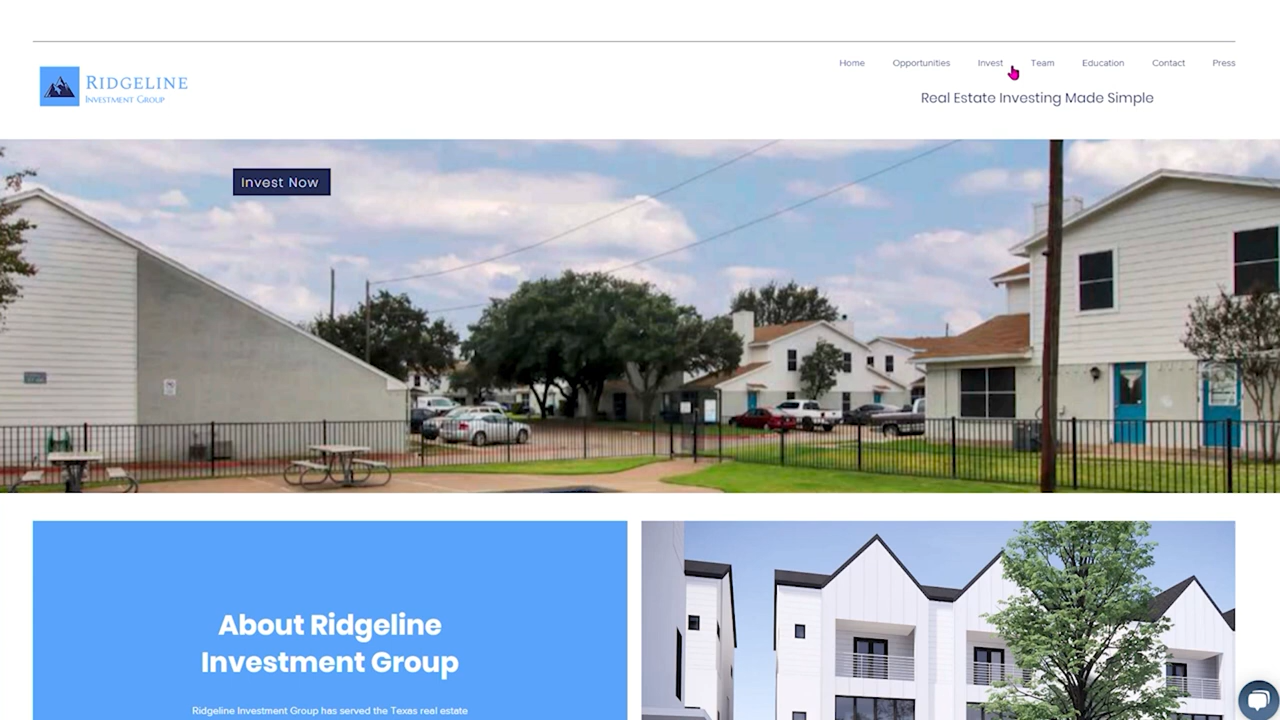 Home Opportunities Invest Team Education Contact Press
RIDGELINE
INVESTMENT GROUP
Real Estate Investing Made Simple
Invest Now
About Ridgeline
Investment Group
Ridgeline Investment Group has served the Texas real estate